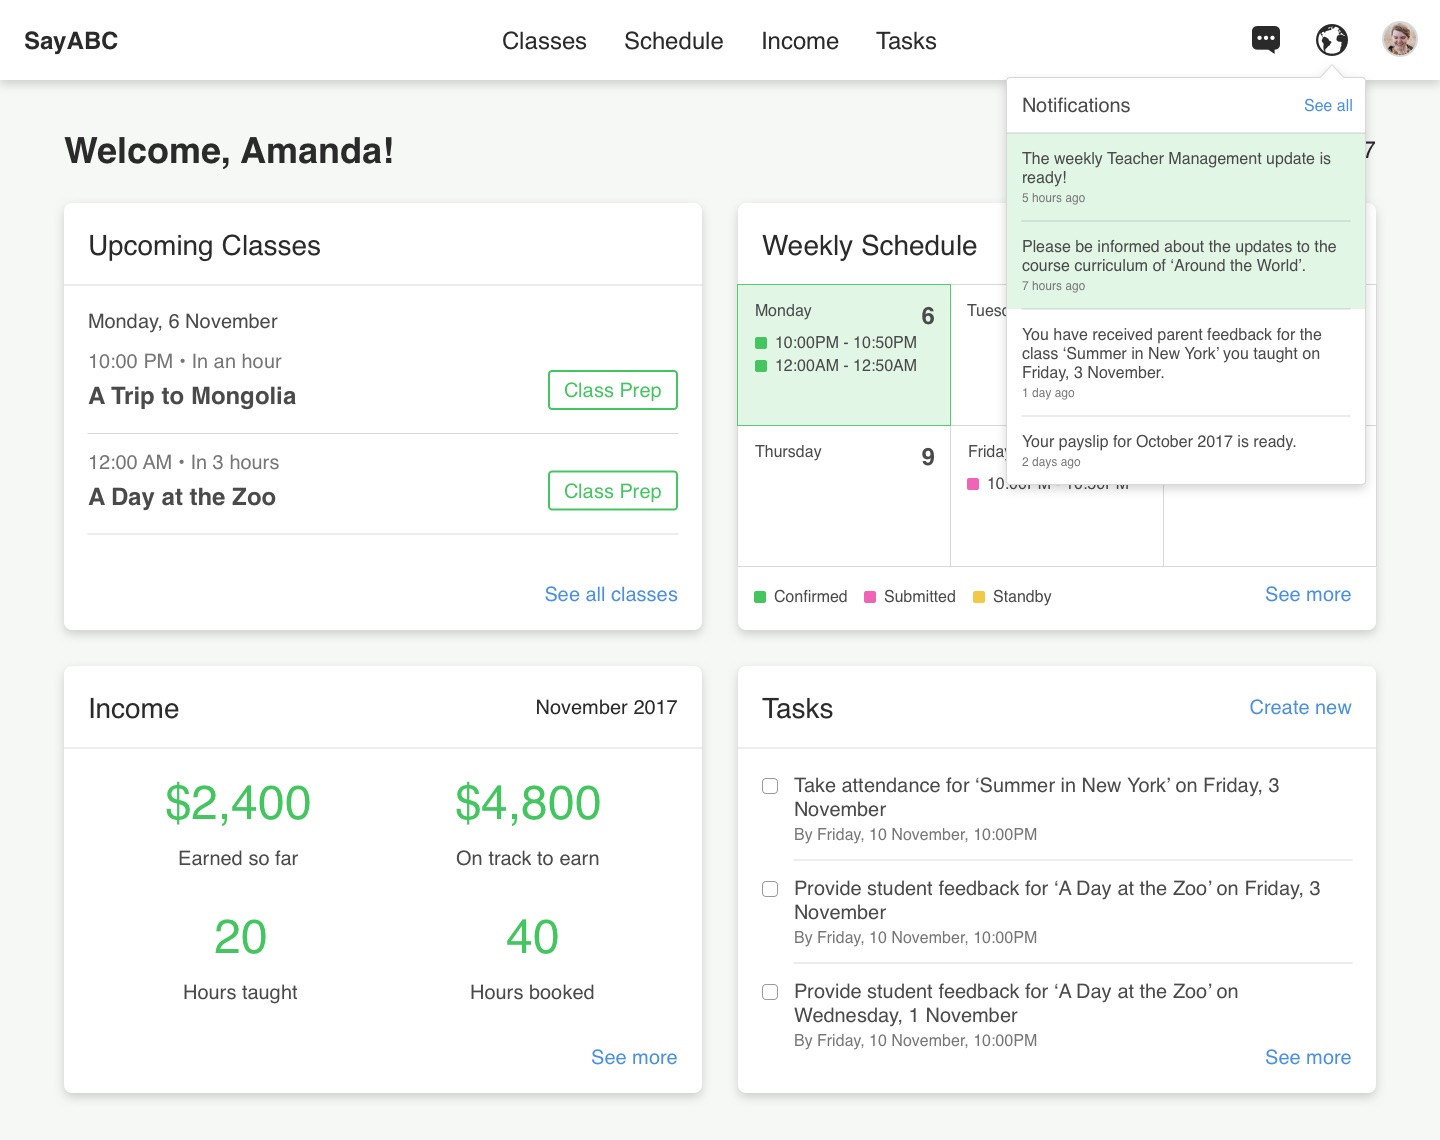 SayABC
Classes Schedule Income Tasks
Notifications See all
The weekly Teacher Management update is
ready!
5 hours ago
Please be informed about the updates to the
course curriculum of ‘Around the World’.
7 hours ago
You have received parent feedback for the
class ‘Summer in New York’ you taught on
Friday, 3 November.
1 day ago
Your payslip for October 2017 is ready.
2 days ago
Welcome, Amanda!
7
Upcoming Classes
Monday, 6 November
10:00 PM • In an hour
A Trip to Mongolia
Class Prep
12:00 AM • In 3 hours
A Day at the Zoo
Class Prep
See all classes
Weekly Schedule
Monday 6
10:00PM - 10:50PM
12:00AM - 12:50AM
Thursday 9
Confirmed Submitted Standby
See more
Income
November 2017
$2,400
Earned so far
$4,800
On track to earn
20
Hours taught
40
Hours booked
See more
Tasks
Create new
Take attendance for ‘Summer in New York’ on Friday, 3
November
By Friday, 10 November, 10:00PM
Provide student feedback for ‘A Day at the Zoo’ on Friday, 3
November
By Friday, 10 November, 10:00PM
Provide student feedback for ‘A Day at the Zoo’ on
Wednesday, 1 November
By Friday, 10 November, 10:00PM
See more